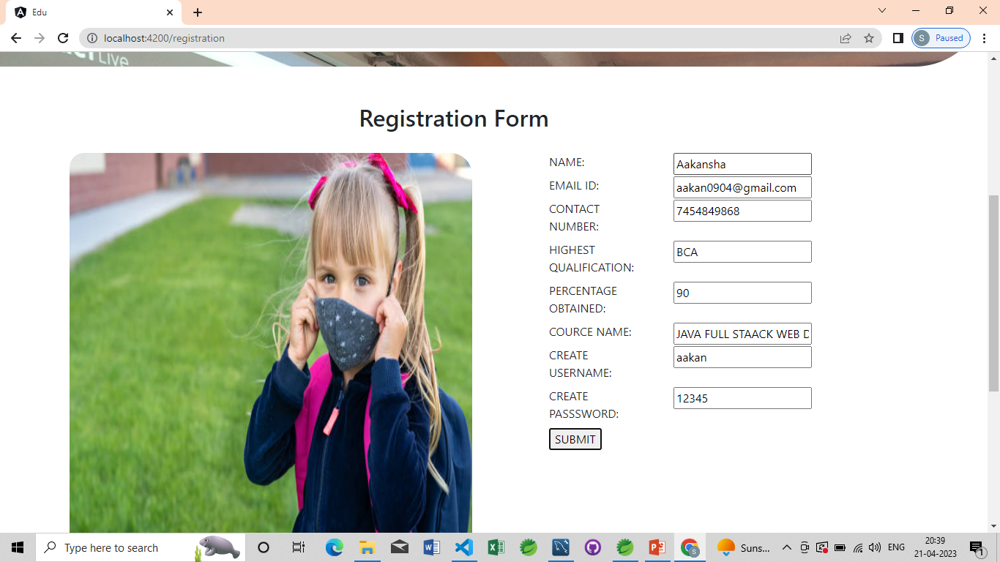 Edu
localhost:4200/registration
Paused
S
Live
Registration Form
NAME:
Aakansha
EMAIL ID:
aakan0904@gmail.com
CONTACT
NUMBER:
7454849868
HIGHEST
QUALIFICATION:
BCA
PERCENTAGE
OBTAINED:
90
COURCE NAME:
JAVA FULL STAACK WEB D
CREATE
USERNAME:
aakan
CREATE
PASSSWORD:
12345
SUBMIT
Type here to search
Suns...
ENG
20:39
21-04-2023
1